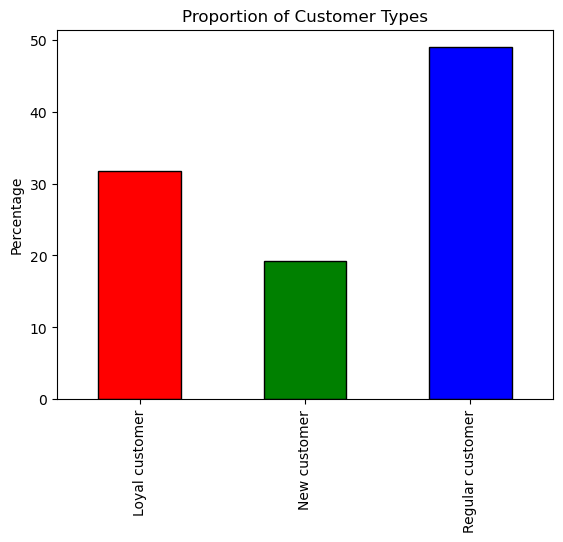 Proportion of Customer Types
Percentage
50
40
30
20
10
0
Loyal customer
New customer
Regular customer